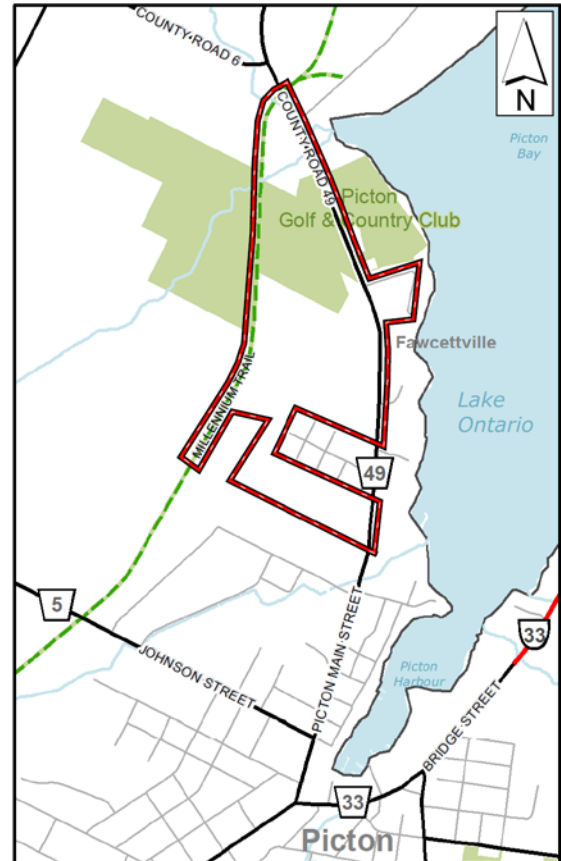 COUNTY ROAD 6
N
Picton
Bay
COUNTY ROAD 49
Picton
Golf & Country Club
Fawcettville
MILLENNIUM TRAIL
Lake
Ontario
49
5
JOHNSON STREET
PICTON MAIN STREET
33
Picton
Harbour
BRIDGE STREET
33
Picton